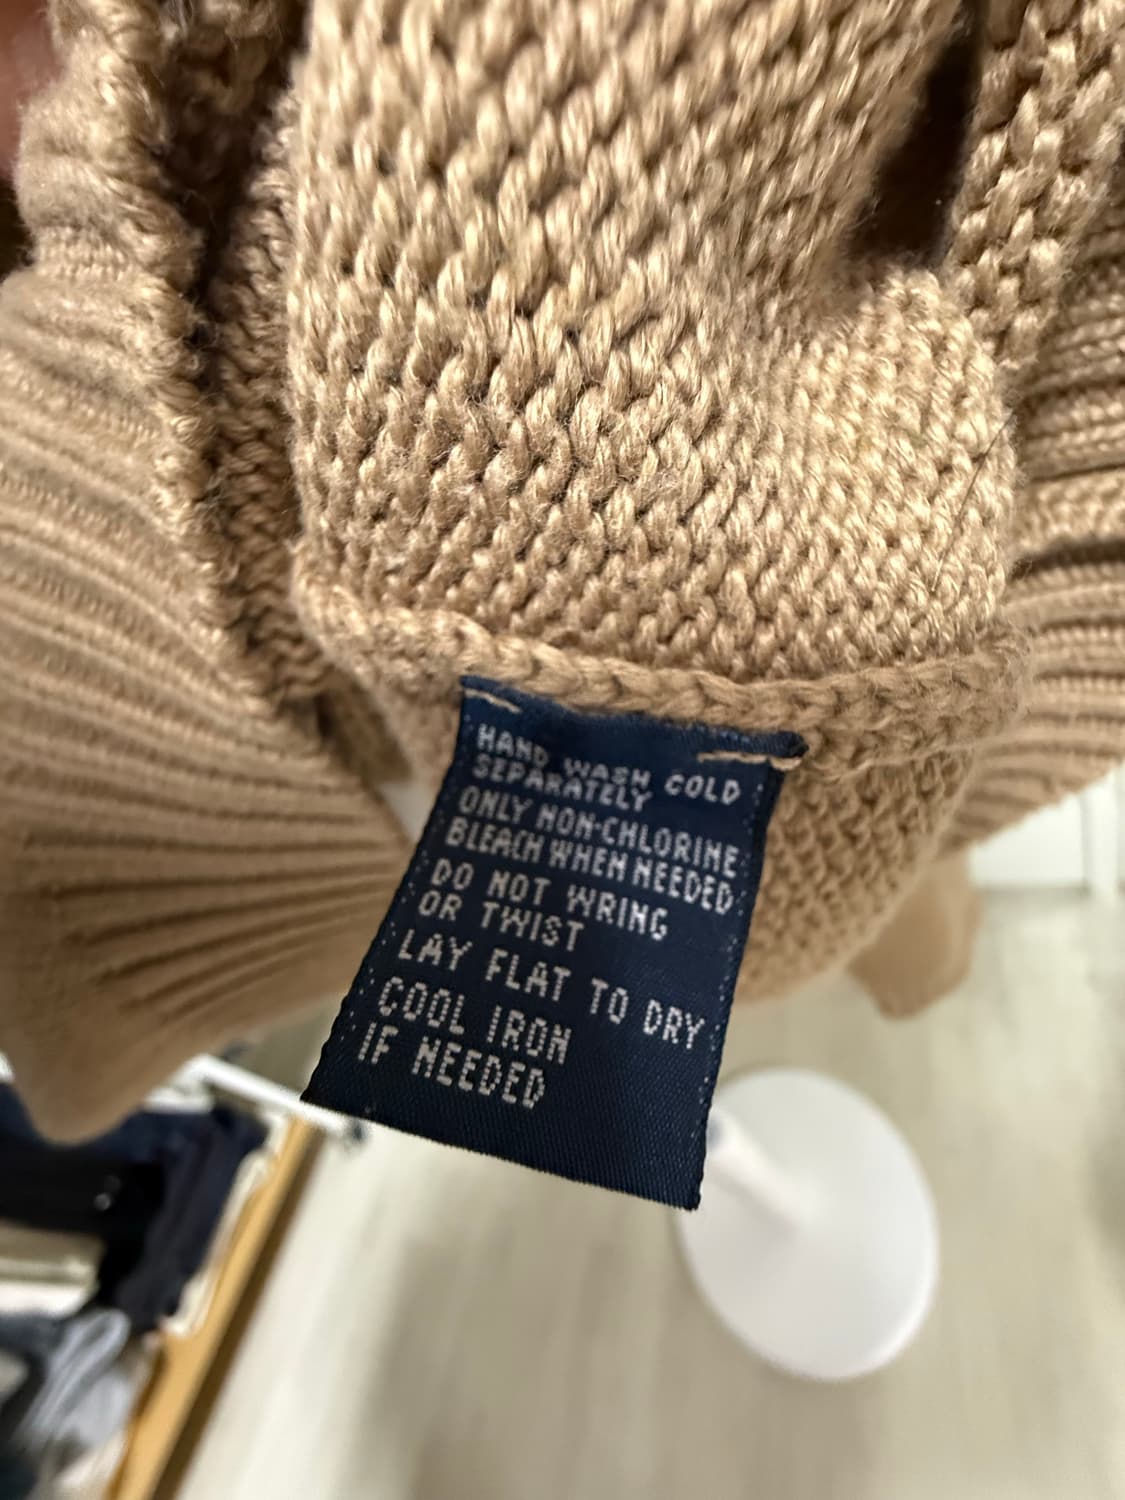 HAND WASH COLD
SEPARATELY
ONLY NON-CHLORINE
BLEACH WHEN NEEDED
DO NOT WRING
OR TWIST
LAY FLAT TO DRY
COOL IRON
IF NEEDED